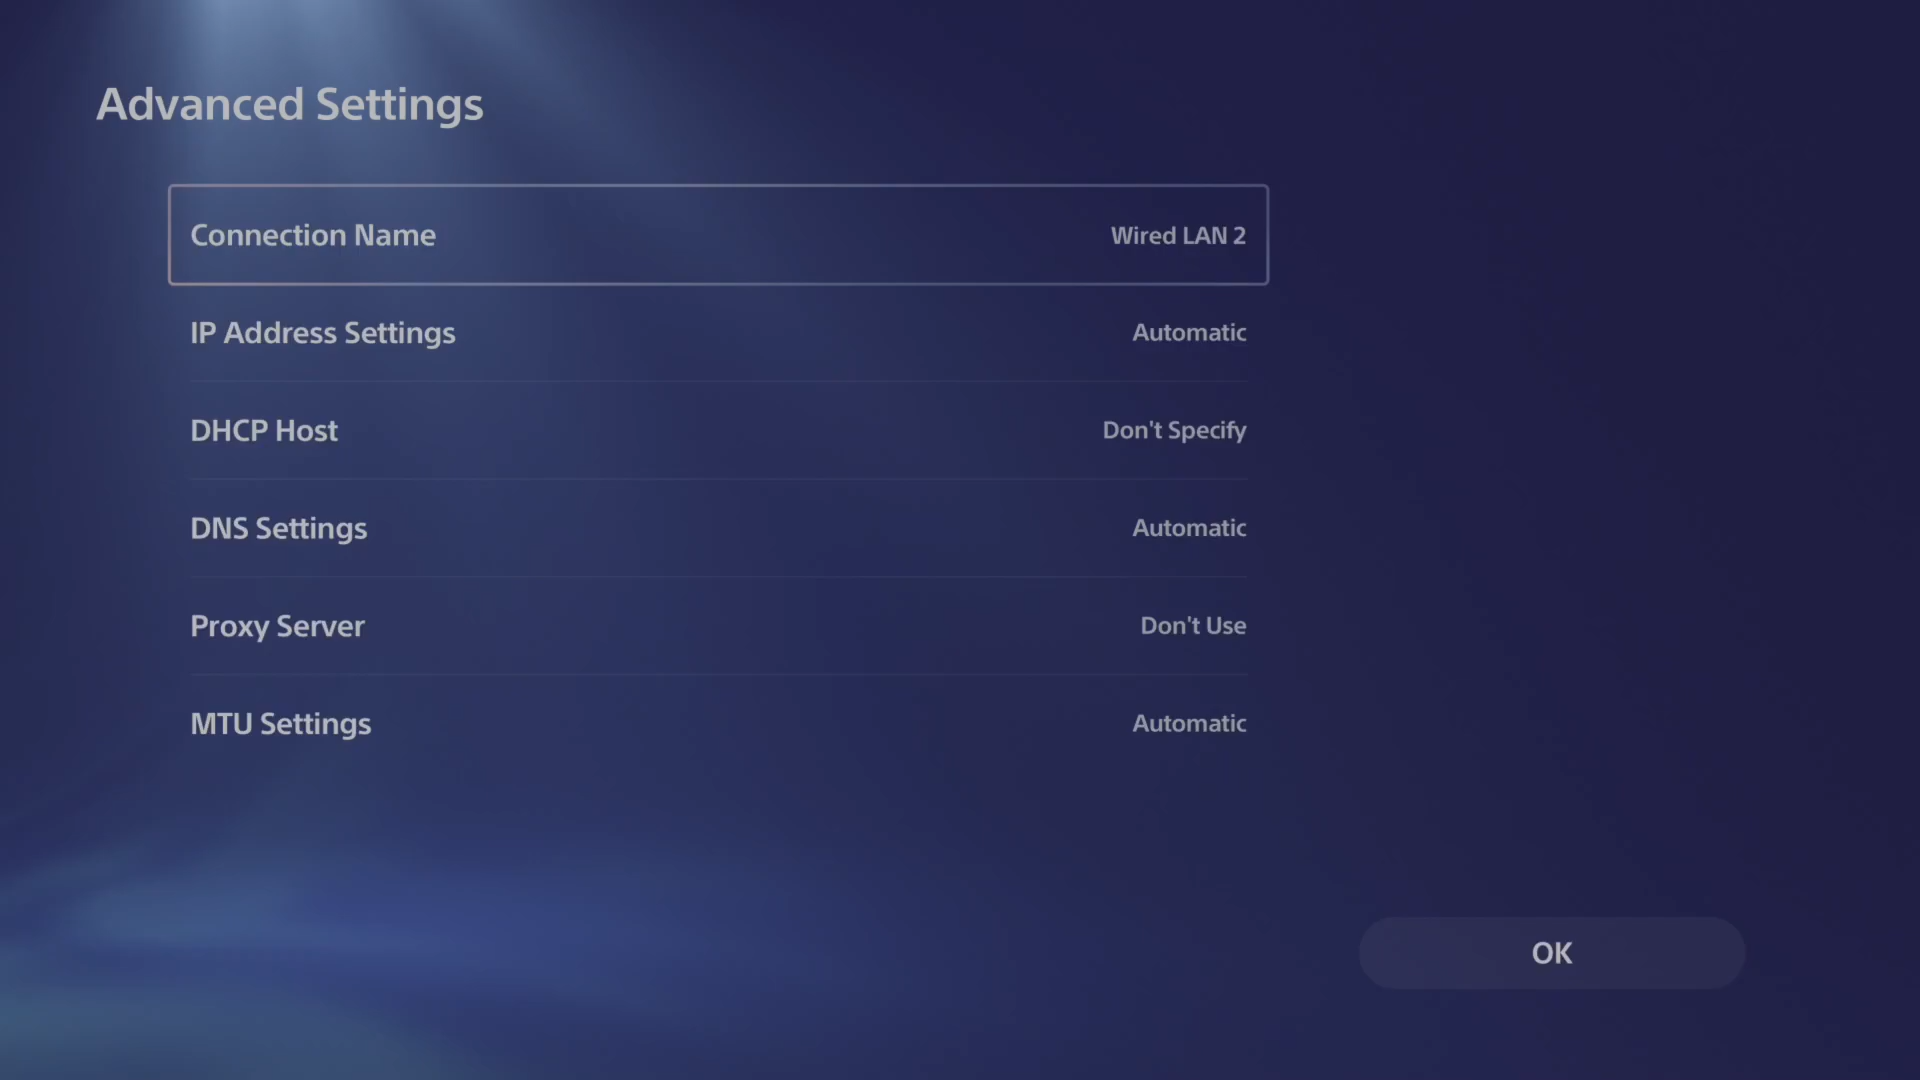 Advanced Settings
Connection Name Wired LAN 2
IP Address Settings Automatic
DHCP Host Don't Specify
DNS Settings Automatic
Proxy Server Don't Use
MTU Settings Automatic
OK